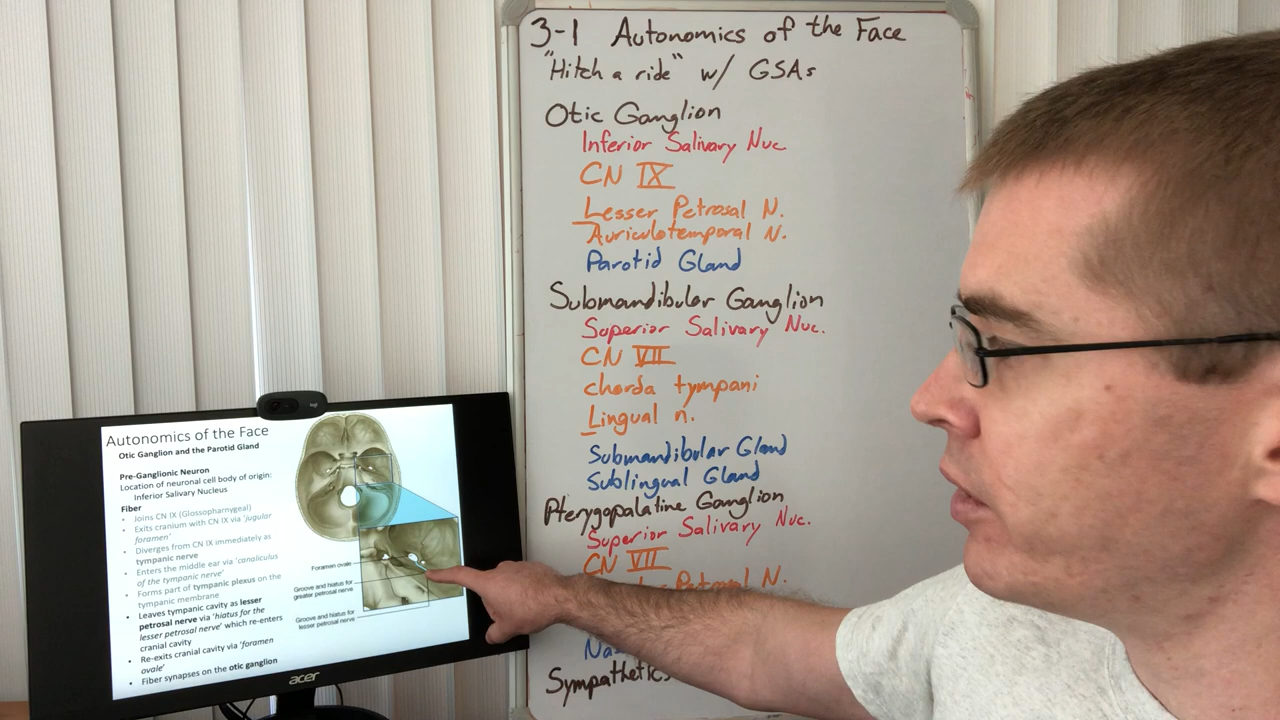 3-1 Autonomics of the Face
"Hitch a ride" w/ GSAs
Otic Ganglion
Inferior Salivary Nuc
CN IX
Lesser Petrosal N.
Auriculotemporal N.
Parotid Gland
Submandibular Ganglion
Superior Salivary Nuc.
CN VII
chorda tympani
Lingual n.
Submandibular Gland
Sublingual Gland
Pterygopalatine Ganglion
Superior Salivary Nuc.
CN VII
Petrosal N.
Na
Sympathetics
Autonomics of the Face
Otic Ganglion and the Parotid Gland
Pre-Ganglionic Neuron
Location of neuronal cell body of origin:
Inferior Salivary Nucleus
Fiber
• Joins CN IX (Glossopharyngeal)
• Exits cranium with CN IX via 'jugular
foramen'
• Diverges from CN IX immediately as
tympanic nerve
• Enters the middle ear via 'canaliculus
of the tympanic nerve'
• Forms part of tympanic plexus on the
tympanic membrane
• Leaves tympanic cavity as lesser
petrosal nerve via 'hiatus for the
lesser petrosal nerve' which re-enters
cranial cavity
• Re-exits cranial cavity via 'foramen
ovale'
• Fiber synapses on the otic ganglion
Foramen ovale
Groove and hiatus for
greater petrosal nerve
Groove and hiatus for
lesser petrosal nerve
acer
logi